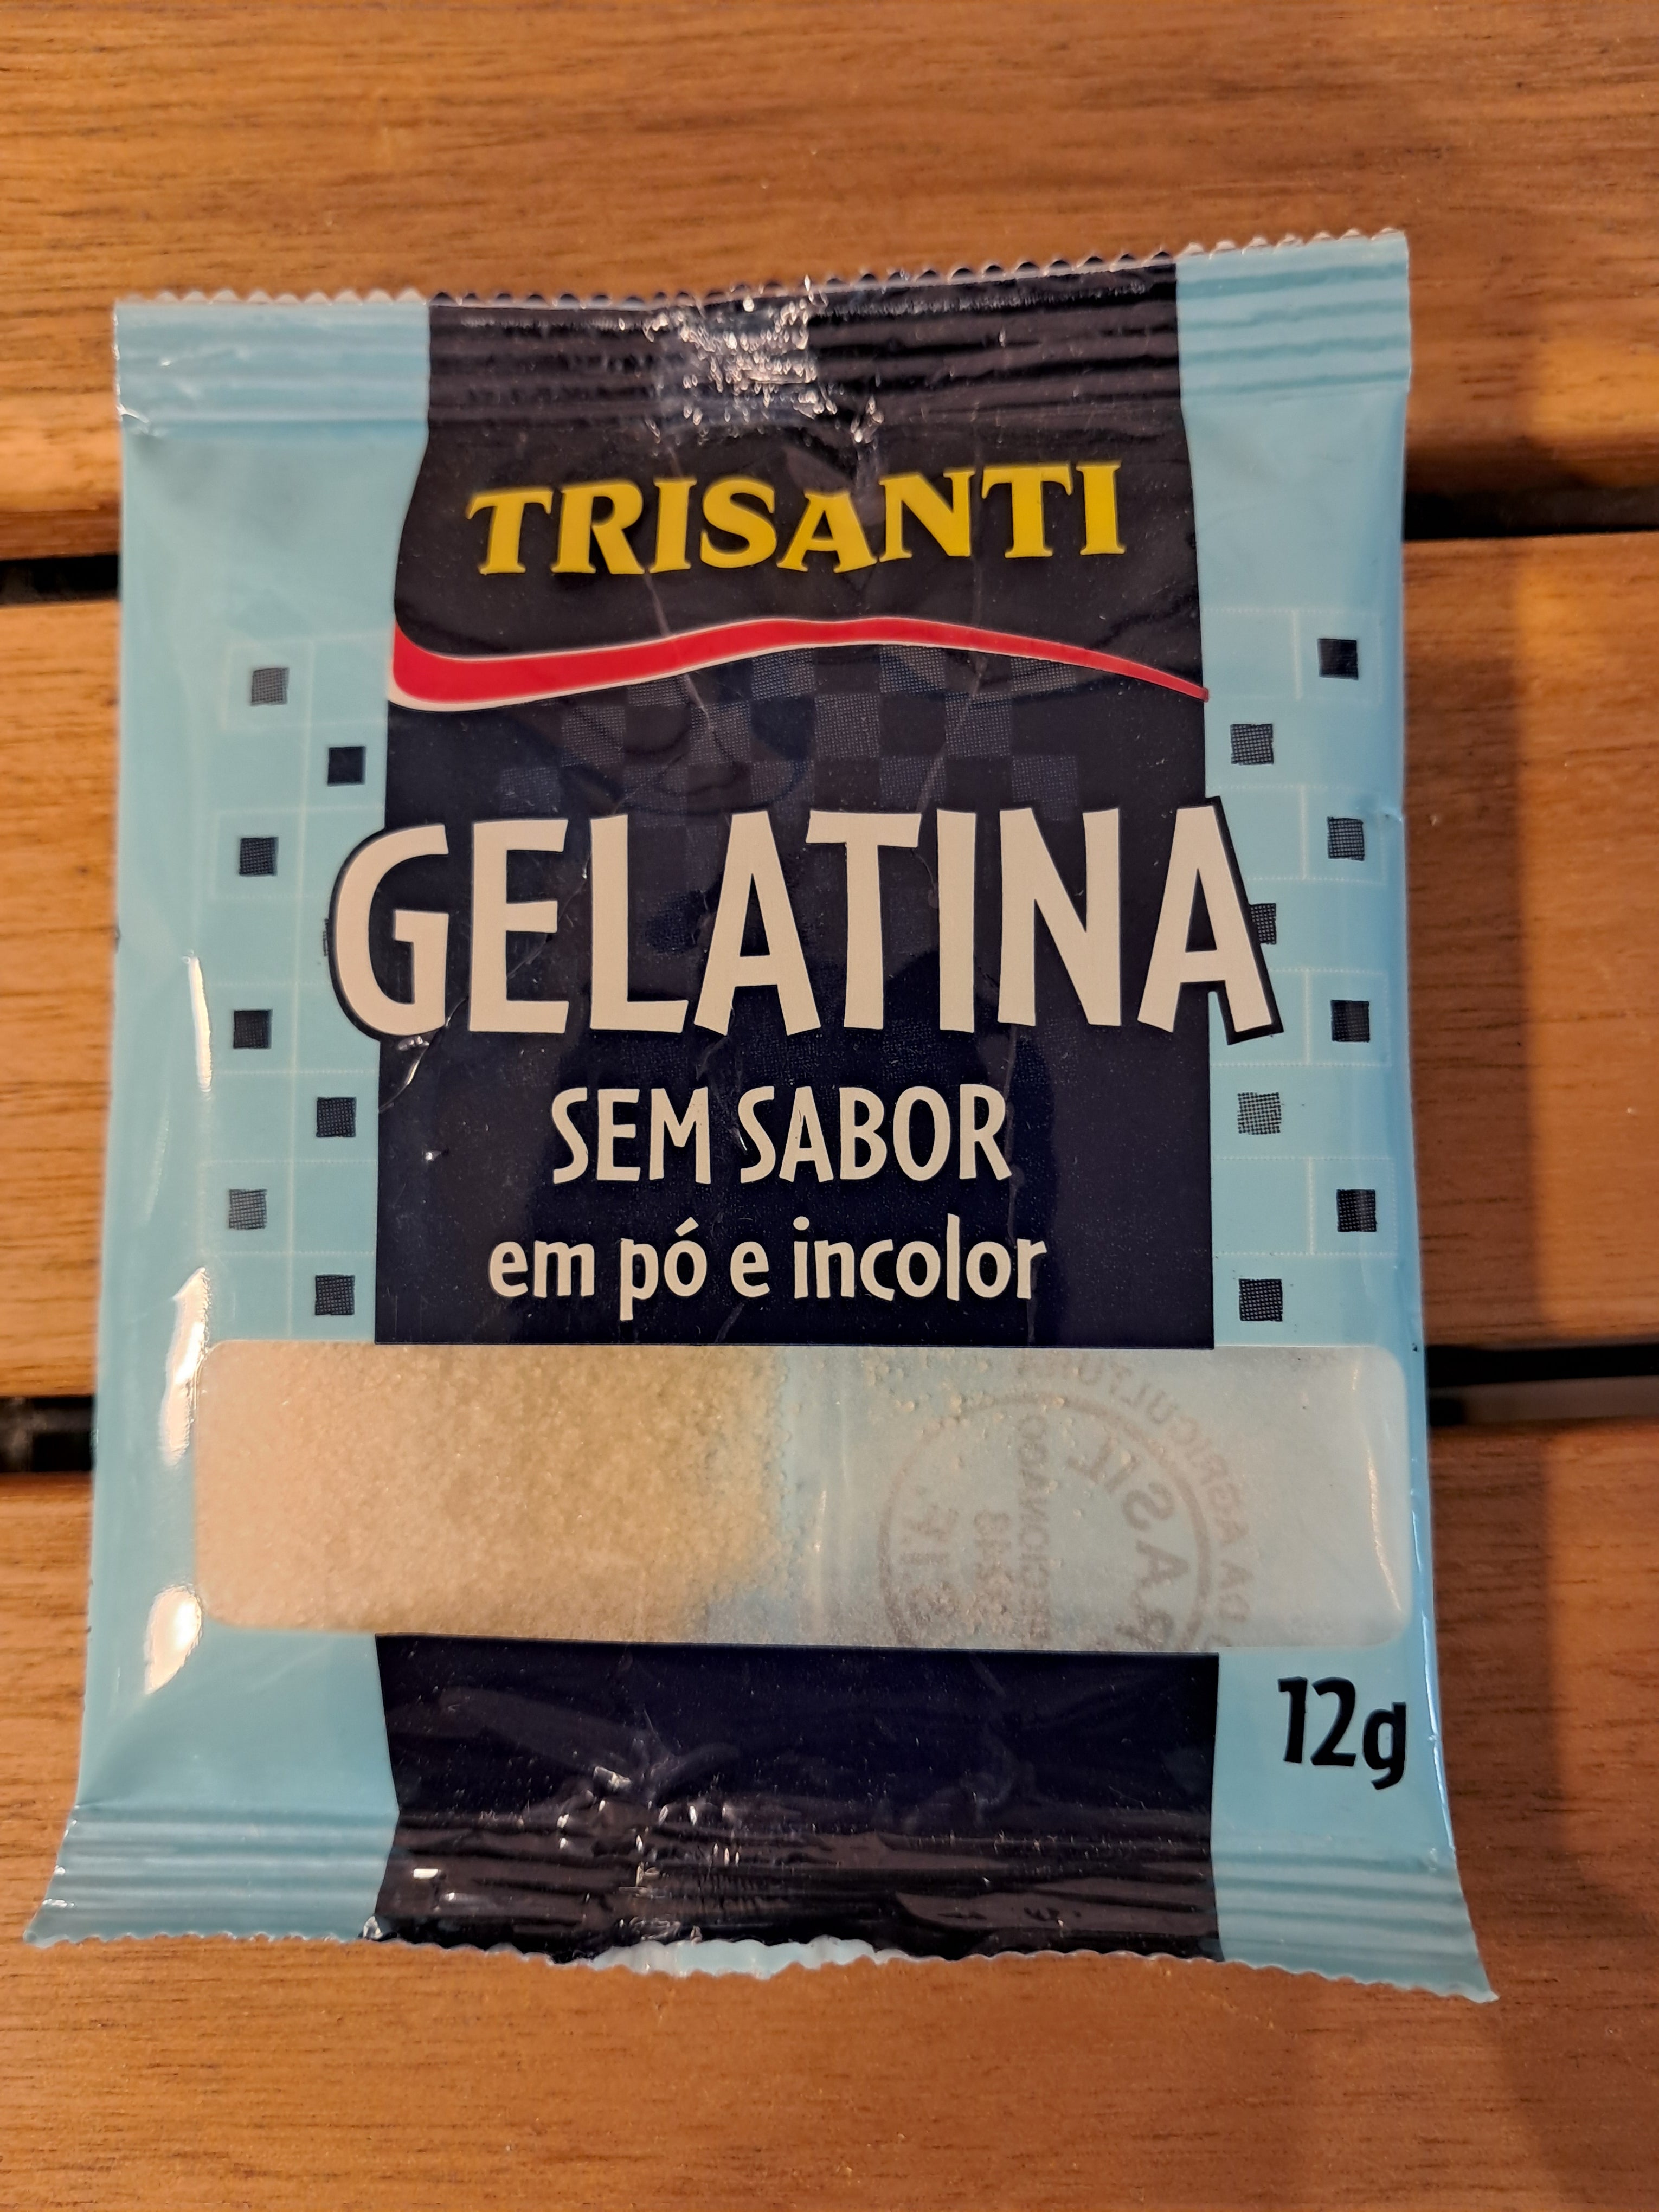 TRISANTI
GELATINA
SEM SABOR
em pó e incolor
12g